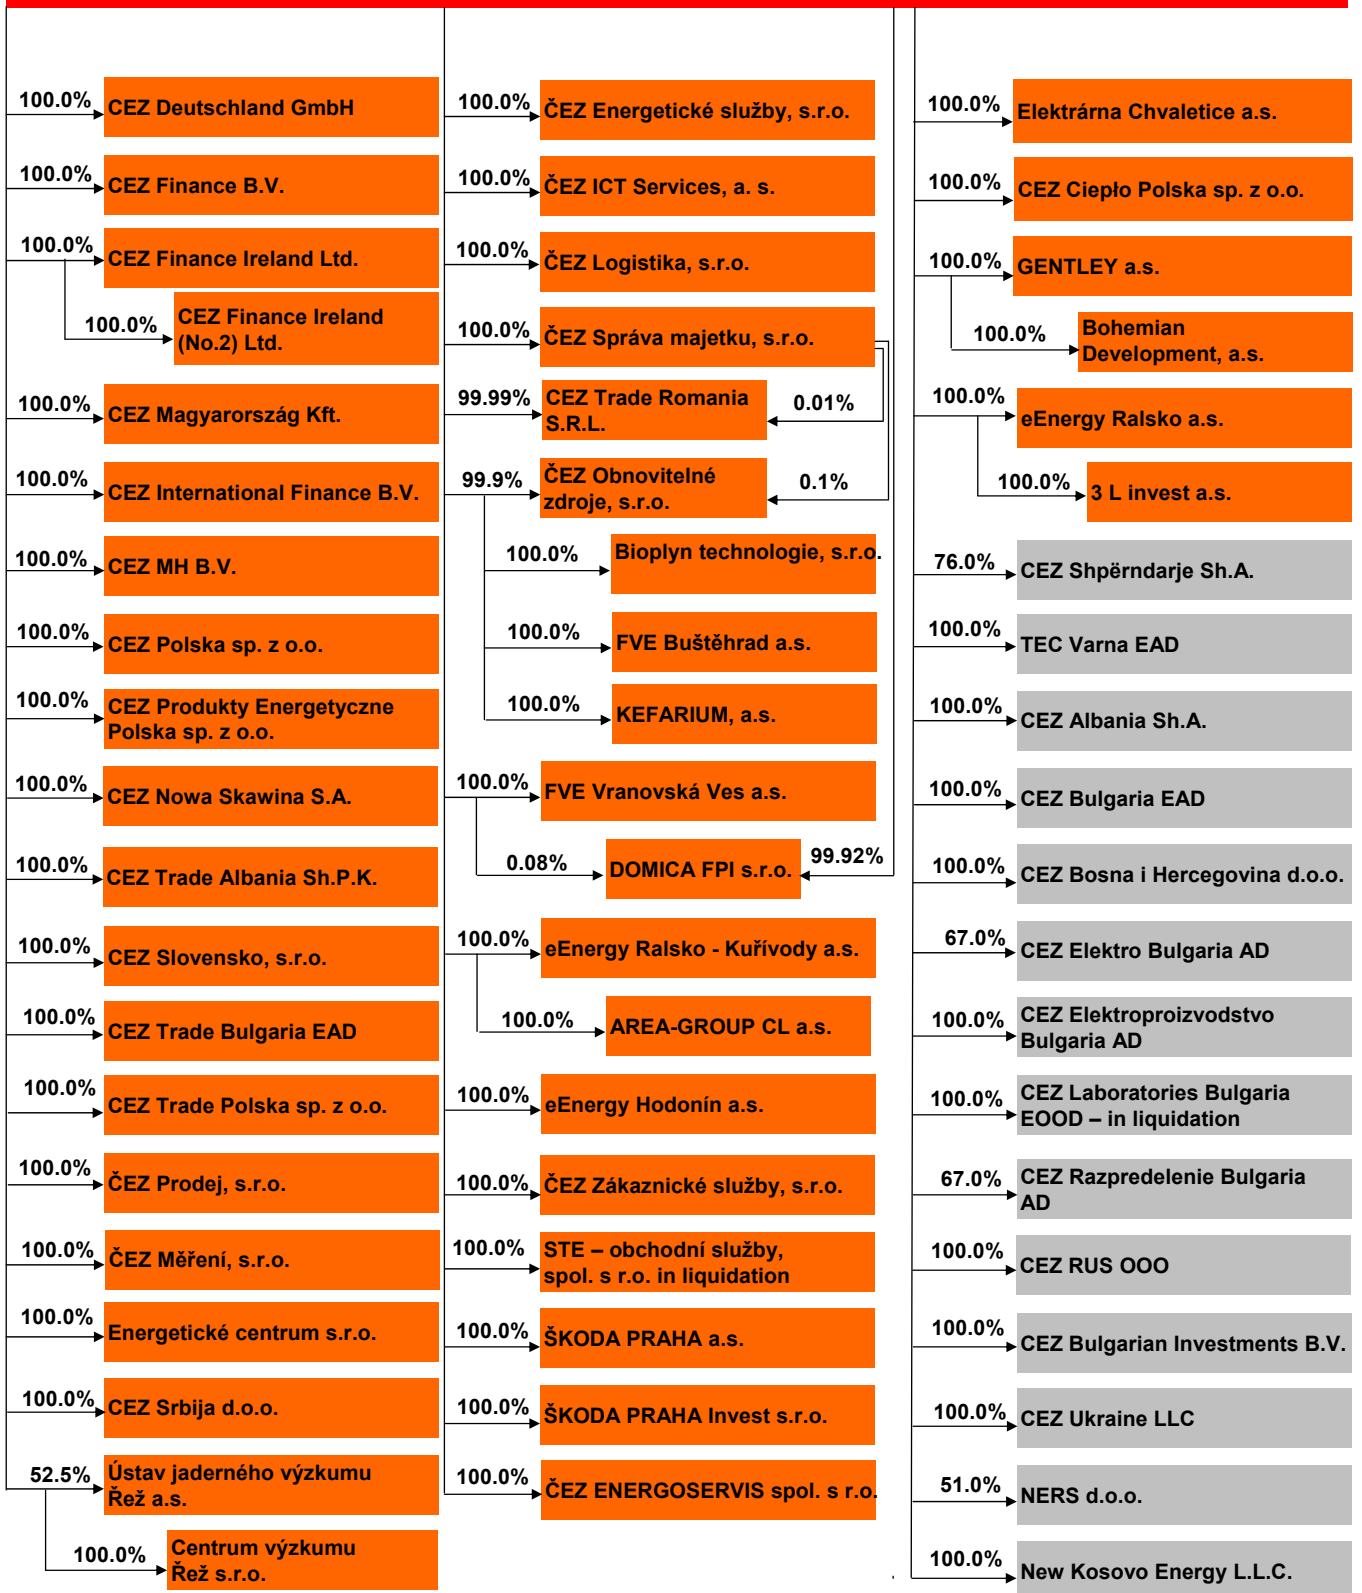 100.0%
CEZ Deutschland GmbH
100.0%
CEZ Finance B.V.
100.0%
CEZ Finance Ireland Ltd.
100.0%
CEZ Finance Ireland
(No.2) Ltd.
100.0%
CEZ Magyarország Kft.
100.0%
CEZ International Finance B.V.
100.0%
CEZ MH B.V.
100.0%
CEZ Polska sp. z o.o.
100.0%
CEZ Produkty Energetyczne
Polska sp. z o.o.
100.0%
CEZ Nowa Skawina S.A.
100.0%
CEZ Trade Albania Sh.P.K.
100.0%
CEZ Slovensko, s.r.o.
100.0%
CEZ Trade Bulgaria EAD
100.0%
CEZ Trade Polska sp. z o.o.
100.0%
ČEZ Prodej, s.r.o.
100.0%
ČEZ Měření, s.r.o.
100.0%
Energetické centrum s.r.o.
100.0%
CEZ Srbija d.o.o.
52.5%
Ústav jaderného výzkumu
Řež a.s.
100.0%
Centrum výzkumu
Řež s.r.o.
100.0%
ČEZ Energetické služby, s.r.o.
100.0%
ČEZ ICT Services, a. s.
100.0%
ČEZ Logistika, s.r.o.
100.0%
ČEZ Správa majetku, s.r.o.
99.99%
CEZ Trade Romania
S.R.L.
0.01%
99.9%
ČEZ Obnovitelné
zdroje, s.r.o.
0.1%
100.0%
Bioplyn technologie, s.r.o.
100.0%
FVE Buštěhrad a.s.
100.0%
KEFARIUM, a.s.
100.0%
FVE Vranovská Ves a.s.
0.08%
DOMICA FPI s.r.o.
99.92%
100.0%
eEnergy Ralsko - Kuřívody a.s.
100.0%
AREA-GROUP CL a.s.
100.0%
eEnergy Hodonín a.s.
100.0%
ČEZ Zákaznické služby, s.r.o.
100.0%
STE – obchodní služby,
spol. s r.o. in liquidation
100.0%
ŠKODA PRAHA a.s.
100.0%
ŠKODA PRAHA Invest s.r.o.
100.0%
ČEZ ENERGOSERVIS spol. s r.o.
100.0%
Elektrárna Chvaletice a.s.
100.0%
CEZ Ciepło Polska sp. z o.o.
100.0%
GENTLEY a.s.
100.0%
Bohemian
Development, a.s.
100.0%
eEnergy Ralsko a.s.
100.0%
3 L invest a.s.
76.0%
CEZ Shpërndarje Sh.A.
100.0%
TEC Varna EAD
100.0%
CEZ Albania Sh.A.
100.0%
CEZ Bulgaria EAD
100.0%
CEZ Bosna i Hercegovina d.o.o.
67.0%
CEZ Elektro Bulgaria AD
100.0%
CEZ Elektroproizvodstvo
Bulgaria AD
100.0%
CEZ Laboratories Bulgaria
EOOD – in liquidation
67.0%
CEZ Razpredelenie Bulgaria
AD
100.0%
CEZ RUS OOO
100.0%
CEZ Bulgarian Investments B.V.
100.0%
CEZ Ukraine LLC
51.0%
NERS d.o.o.
100.0%
New Kosovo Energy L.L.C.